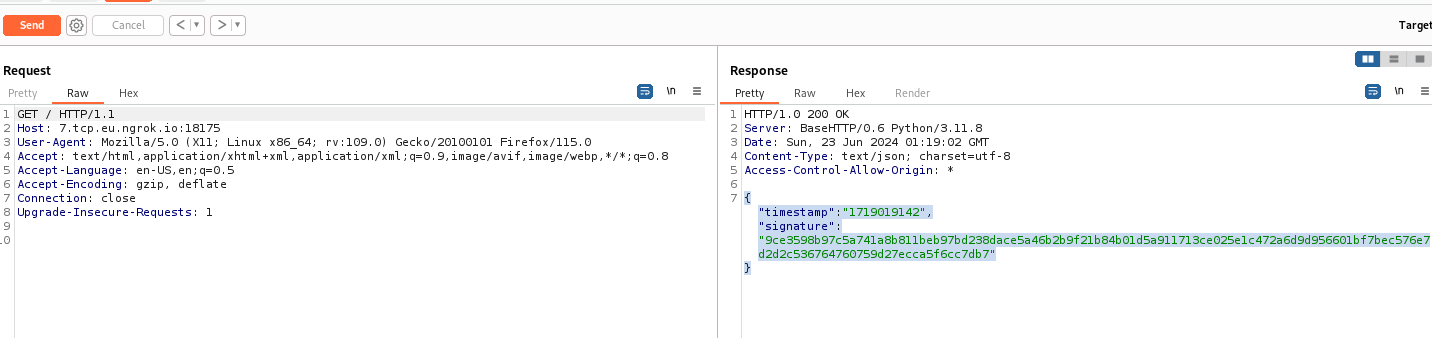 Send
Cancel
< ▾
> ▾
Target
Request
Pretty
Raw
Hex
\n
1 GET / HTTP/1.1
2 Host: 7.tcp.eu.ngrok.io:18175
3 User-Agent: Mozilla/5.0 (X11; Linux x86_64; rv:109.0) Gecko/20100101 Firefox/115.0
4 Accept: text/html,application/xhtml+xml,application/xml;q=0.9,image/avif,image/webp,*/*;q=0.8
5 Accept-Language: en-US,en;q=0.5
6 Accept-Encoding: gzip, deflate
7 Connection: close
8 Upgrade-Insecure-Requests: 1
9
10
Response
Pretty
Raw
Hex
Render
\n
1 HTTP/1.0 200 OK
2 Server: BaseHTTP/0.6 Python/3.11.8
3 Date: Sun, 23 Jun 2024 01:19:02 GMT
4 Content-Type: text/json; charset=utf-8
5 Access-Control-Allow-Origin: *
6
7 {
"timestamp":"1719019142",
"signature":
"9ce3598b97c5a741a8b811beb97bd238dace5a46b2b9f21b84b01d5a911713ce025e1c472a6d9d956601bf7bec576e7
d2d2c536764760759d27ecca5f6cc7db7"
}